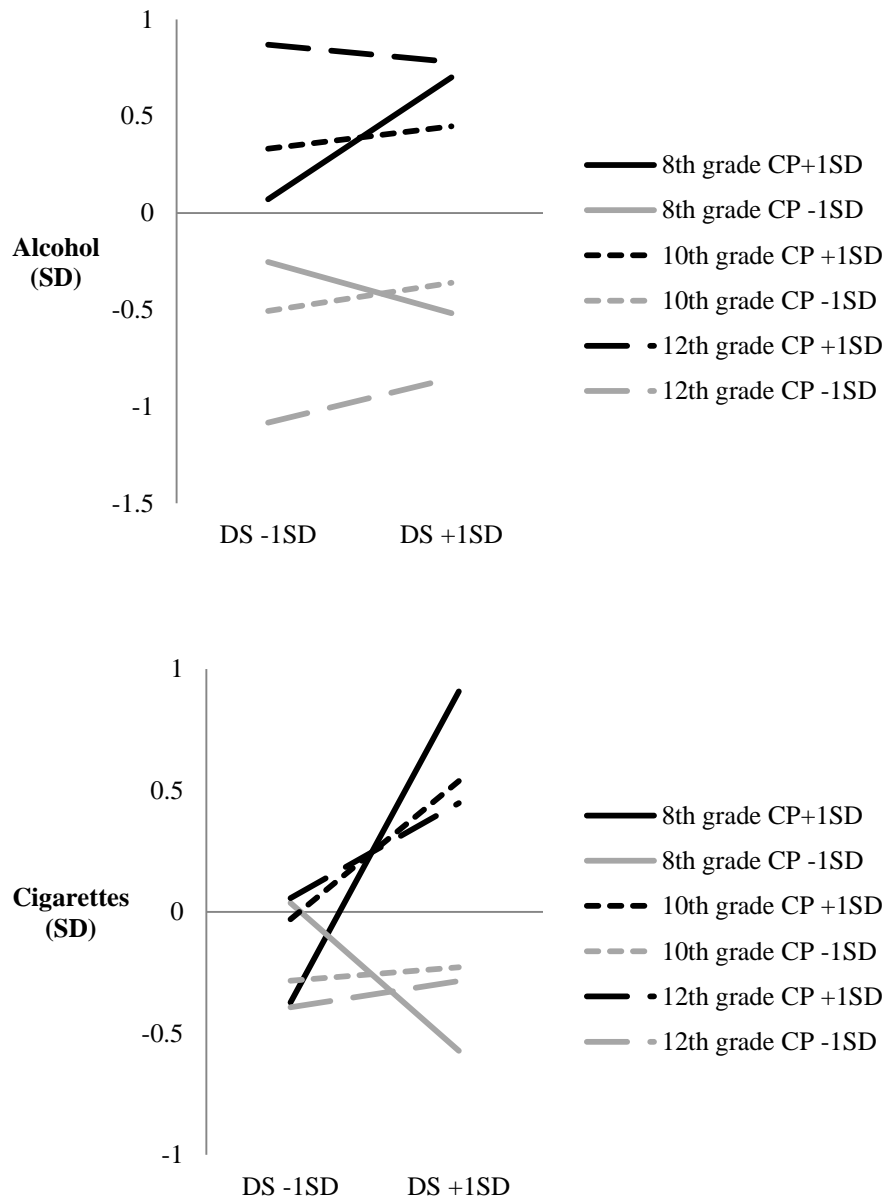 1
0.5
0
-0.5
-1
-1.5
Alcohol
(SD)
DS -1SD DS +1SD
8th grade CP+1SD
8th grade CP -1SD
10th grade CP +1SD
10th grade CP -1SD
12th grade CP +1SD
12th grade CP -1SD
1
0.5
0
-0.5
-1
Cigarettes
(SD)
DS -1SD DS +1SD
8th grade CP+1SD
8th grade CP -1SD
10th grade CP +1SD
10th grade CP -1SD
12th grade CP +1SD
12th grade CP -1SD